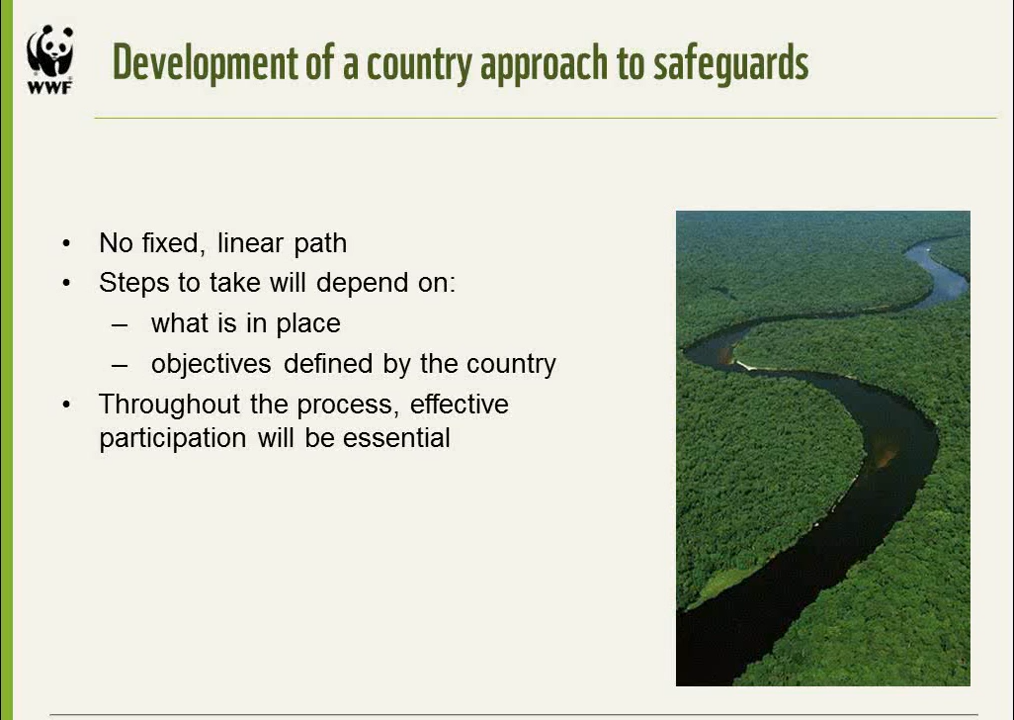 WWF
Development of a country approach to safeguards
• No fixed, linear path
• Steps to take will depend on:
– what is in place
– objectives defined by the country
• Throughout the process, effective
participation will be essential